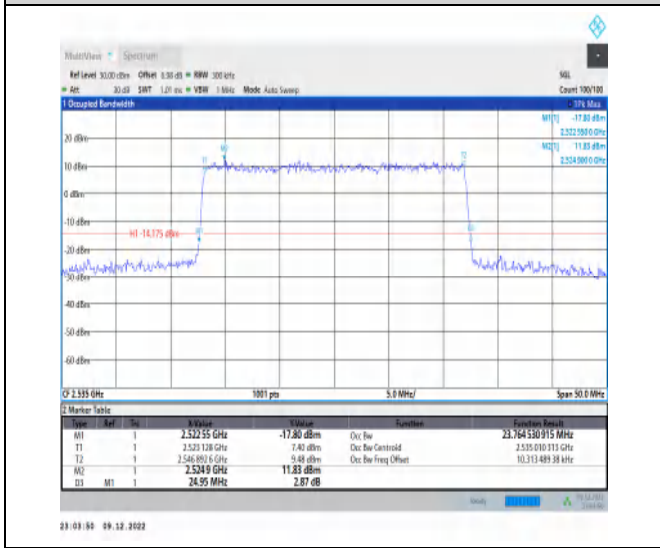 MultiView Spectrum
Ref Level 30.00 dBm Offset 8.38 dB RBW 300 kHz SGL
Att 30 dB SWT 1.01 ms VBW 1 MHz Mode Auto Sweep Count 100/100
1 Occupied Bandwidth 1Pk Max
M1[1] -17.80 dBm
2.522 550 0 GHz
M2[1] 11.83 dBm
2.524 900 0 GHz
20 dBm
10 dBm
0 dBm
-10 dBm
H1 -14.175 dBm
-20 dBm
-30 dBm
-40 dBm
-50 dBm
-60 dBm
CF 2.535 GHz 1001 pts 5.0 MHz/ Span 50.0 MHz
2 Marker Table
Type Ref Trc X-Value Y-Value Function Function Result
M1 1 2.522 55 GHz -17.80 dBm Occ Bw 23.764 530 915 MHz
T1 1 2.523 128 GHz 7.40 dBm Occ Bw Centroid 2.535 010 313 GHz
T2 1 2.546 892 6 GHz 9.48 dBm Occ Bw Freq Offset 10.313 489 38 kHz
M2 1 2.524 9 GHz 11.83 dBm
D3 M1 1 24.95 MHz 2.87 dB
Ready
23:03:50 09.12.2022